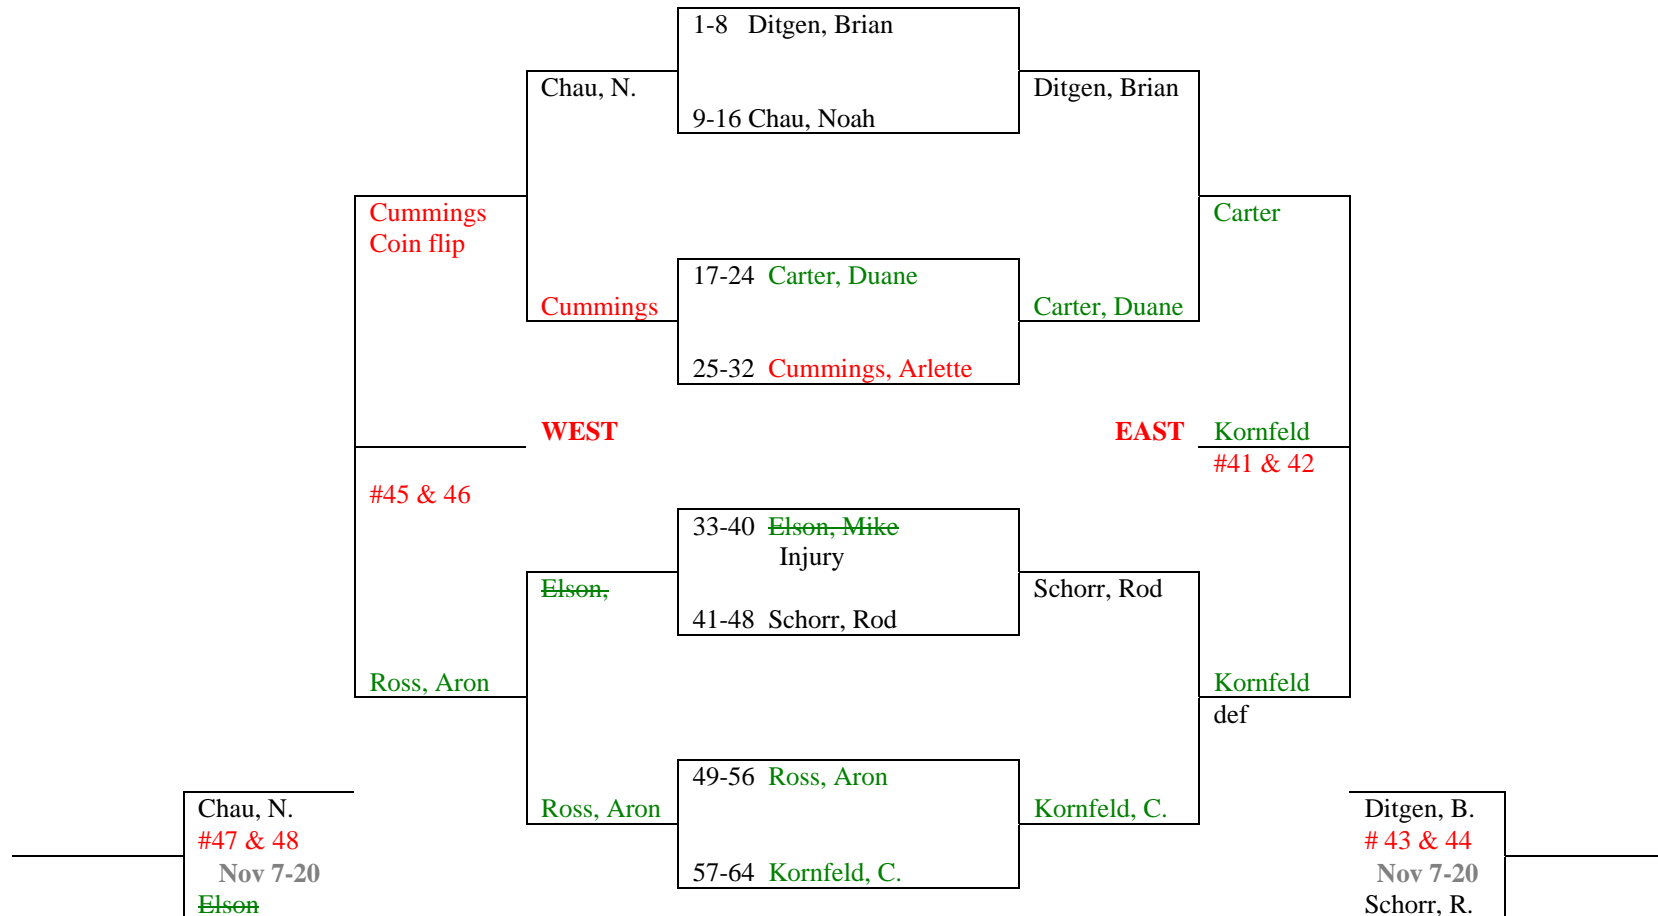 1-8 Ditgen, Brian
Chau, N.
Ditgen, Brian
9-16 Chau, Noah
Cummings
Coin flip
Carter
17-24 Carter, Duane
Cummings
Carter, Duane
25-32 Cummings, Arlette
WEST
EAST
Kornfeld
#41 & 42
#45 & 46
33-40 Elson, Mike
Injury
Elson,
Schorr, Rod
41-48 Schorr, Rod
Ross, Aron
Kornfeld
def
49-56 Ross, Aron
Ross, Aron
Kornfeld, C.
57-64 Kornfeld, C.
Chau, N.
#47 & 48
Nov 7-20
Elson
Ditgen, B.
# 43 & 44
Nov 7-20
Schorr, R.